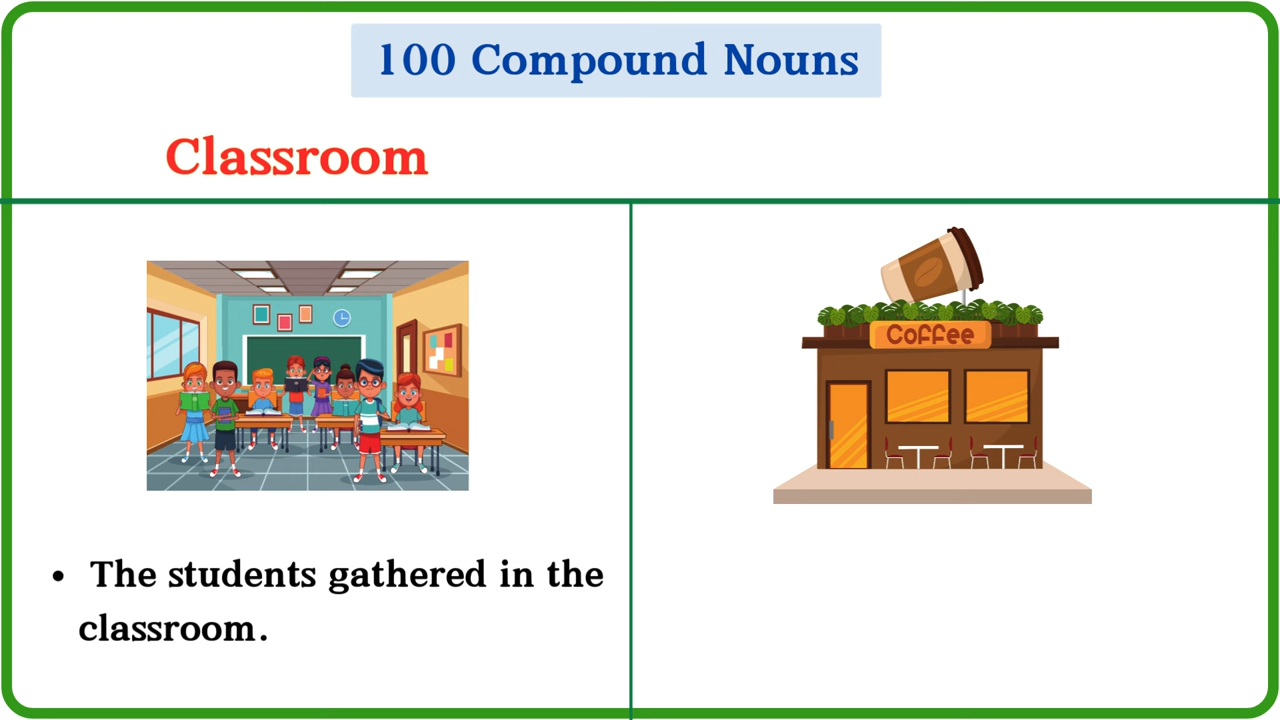 100 Compound Nouns
Classroom
Coffee
• The students gathered in the
classroom.